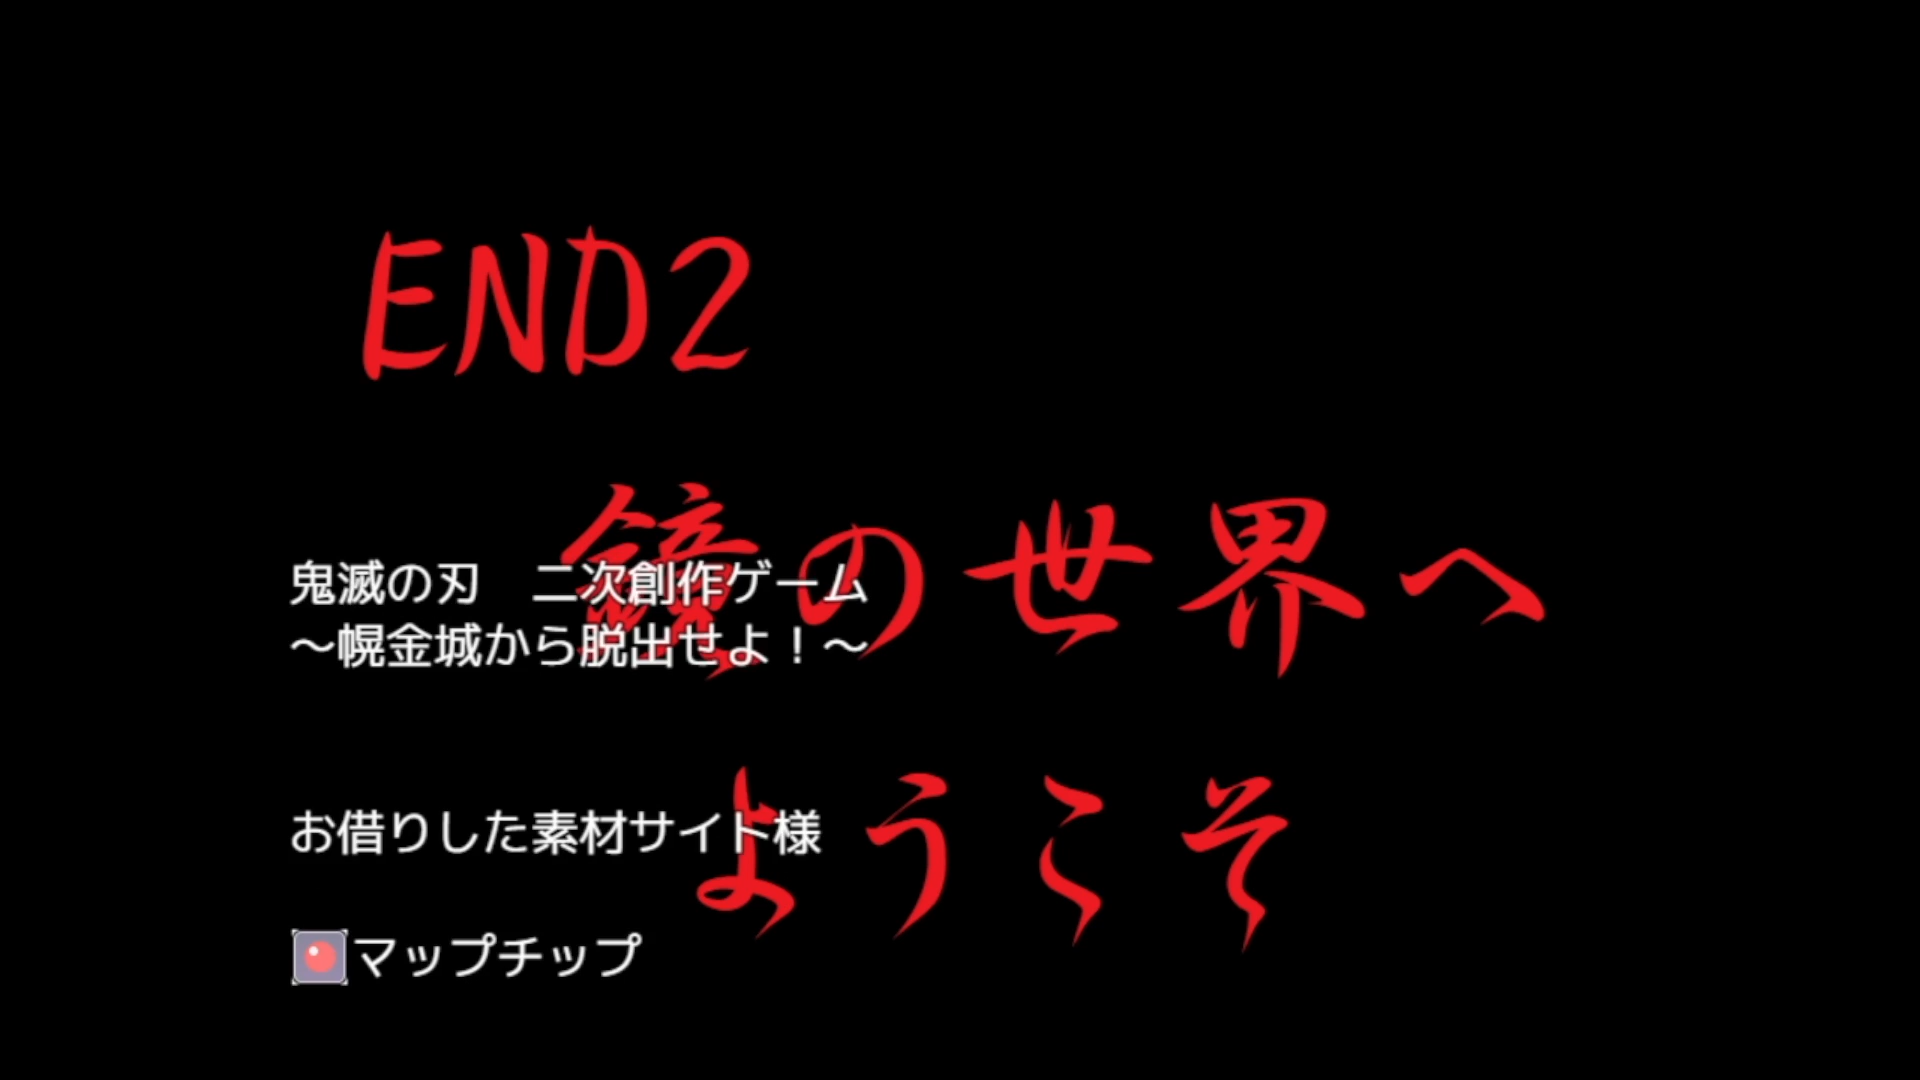 END2
鏡の世界へ
鬼滅の刃　二次創作ゲーム
～幌金城から脱出せよ！～
ようこそ
お借りした素材サイト様
マップチップ